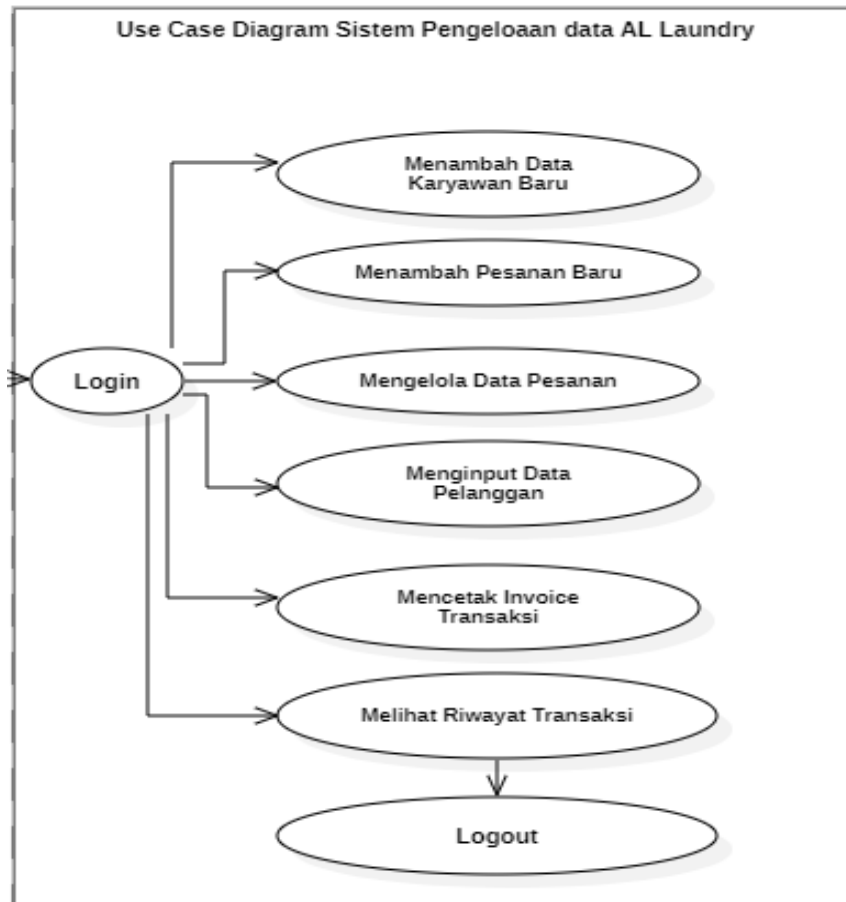 Use Case Diagram Sistem Pengeloaan data AL Laundry
Menambah Data
Karyawan Baru
Menambah Pesanan Baru
Login
Mengelola Data Pesanan
Menginput Data
Pelanggan
Mencetak Invoice
Transaksi
Melihat Riwayat Transaksi
Logout